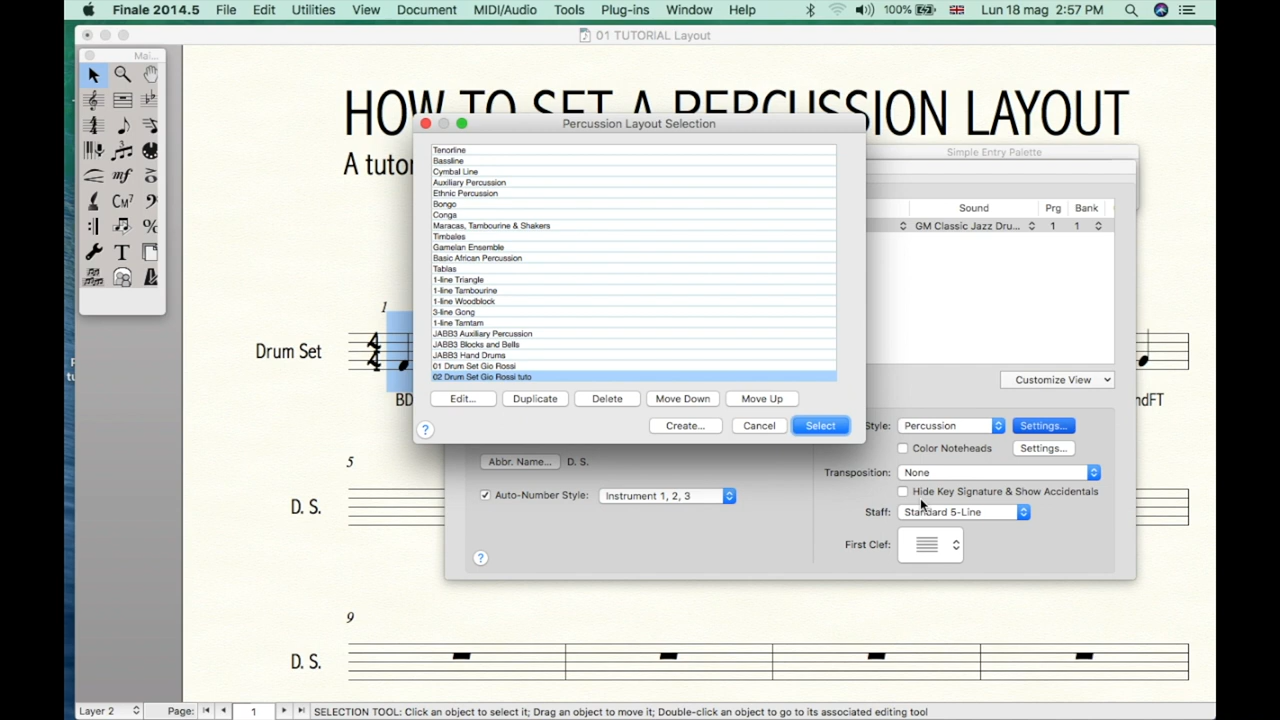 Finale 2014.5 File Edit Utilities View Document MIDI/Audio Tools Plug-ins Window Help 100% Lun 18 mag 2:57 PM
01 TUTORIAL Layout
Mai...
HOW TO SET A PERCUSSION LAYOUT
A tutor
Percussion Layout Selection
Simple Entry Palette
Tenorline
Bassline
Cymbal Line
Auxiliary Percussion
Ethnic Percussion
Bongo
Conga
Maracas, Tambourine & Shakers
Timbales
Gamelan Ensemble
Basic African Percussion
Tablas
1-line Triangle
1-line Tambourine
1-line Woodblock
3-line Gong
1-line Tamtam
JABB3 Auxiliary Percussion
JABB3 Blocks and Bells
JABB3 Hand Drums
01 Drum Set Gio Rossi
02 Drum Set Gio Rossi tuto
Edit... Duplicate Delete Move Down Move Up
? Create... Cancel Select
Sound Prg Bank
GM Classic Jazz Dru... 1 1
Customize View
Style: Percussion Settings...
Color Noteheads Settings...
Transposition: None
Hide Key Signature & Show Accidentals
Staff: Standard 5-Line
First Clef:
Abbr. Name... D. S.
Auto-Number Style: Instrument 1, 2, 3
?
1
Drum Set
BD
ndFT
5
D. S.
9
D. S.
Layer 2 Page: 1 SELECTION TOOL: Click an object to select it; Drag an object to move it; Double-click an object to go to its associated editing tool